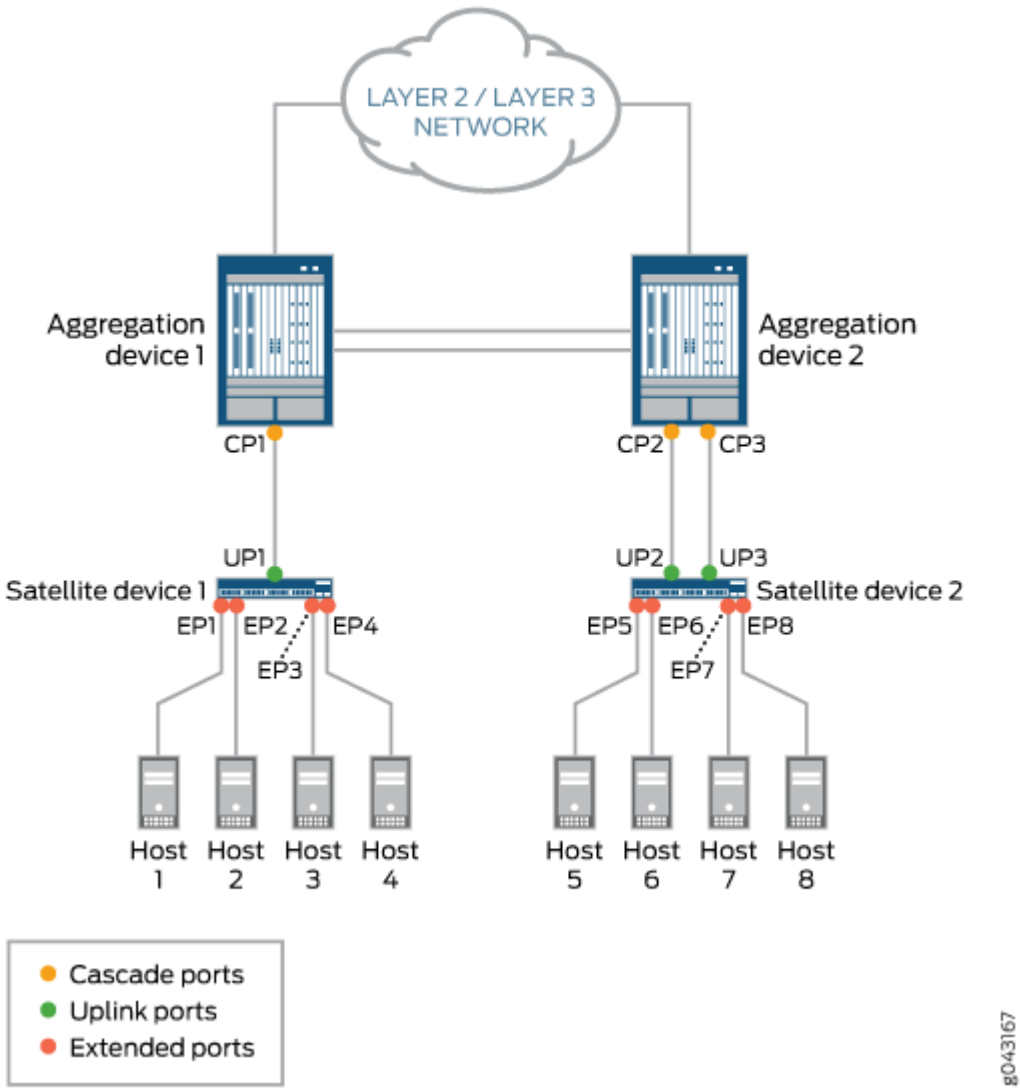 LAYER 2 / LAYER 3
NETWORK
Aggregation
device 1
Aggregation
device 2
CP1
CP2
CP3
UP1
UP2
UP3
Satellite device 1
Satellite device 2
EP1
EP2
EP4
EP3
EP5
EP6
EP8
EP7
Host
1
Host
2
Host
3
Host
4
Host
5
Host
6
Host
7
Host
8
Cascade ports
Uplink ports
Extended ports
g043167